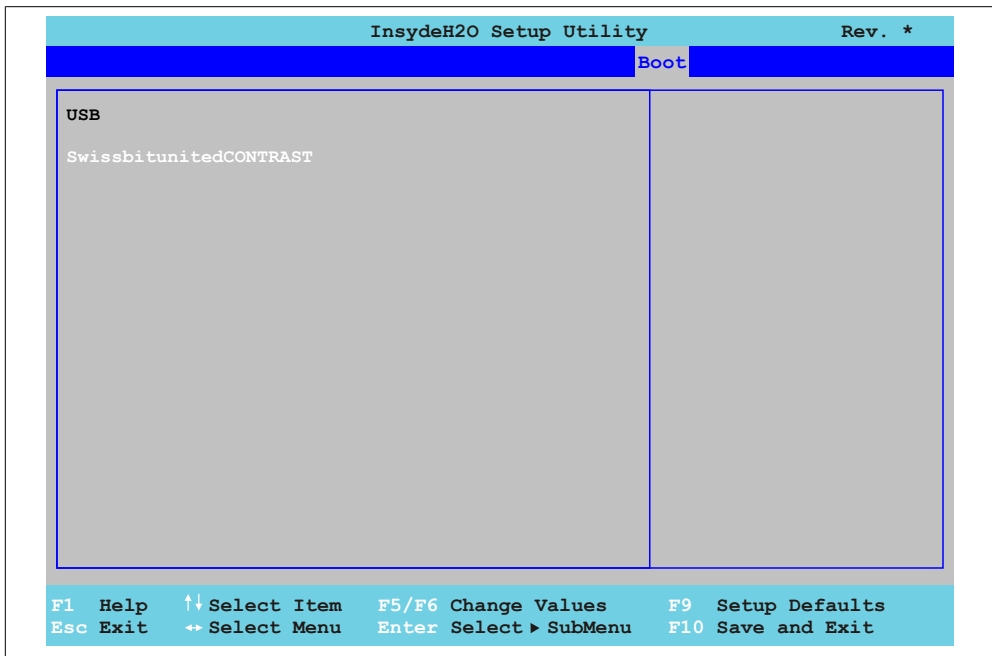 InsydeH2O Setup Utility Rev. *
Boot
USB
SwissbitunitedCONTRAST
F1 Help ↑↓ Select Item F5/F6 Change Values F9 Setup Defaults
Esc Exit ↔ Select Menu Enter Select ▶ SubMenu F10 Save and Exit